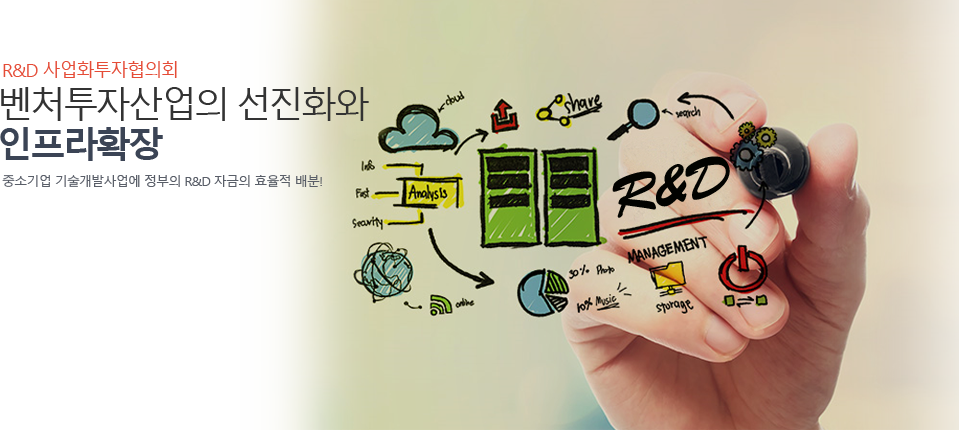 R&D 사업화투자협의회
벤처투자산업의 선진화와
인프라확장
중소기업 기술개발사업에 정부의 R&D 자금의 효율적 배분!
cloud
share
search
Info
Fast
Analysis
Security
R&D
MANAGEMENT
30% Photo
Music
online
storage